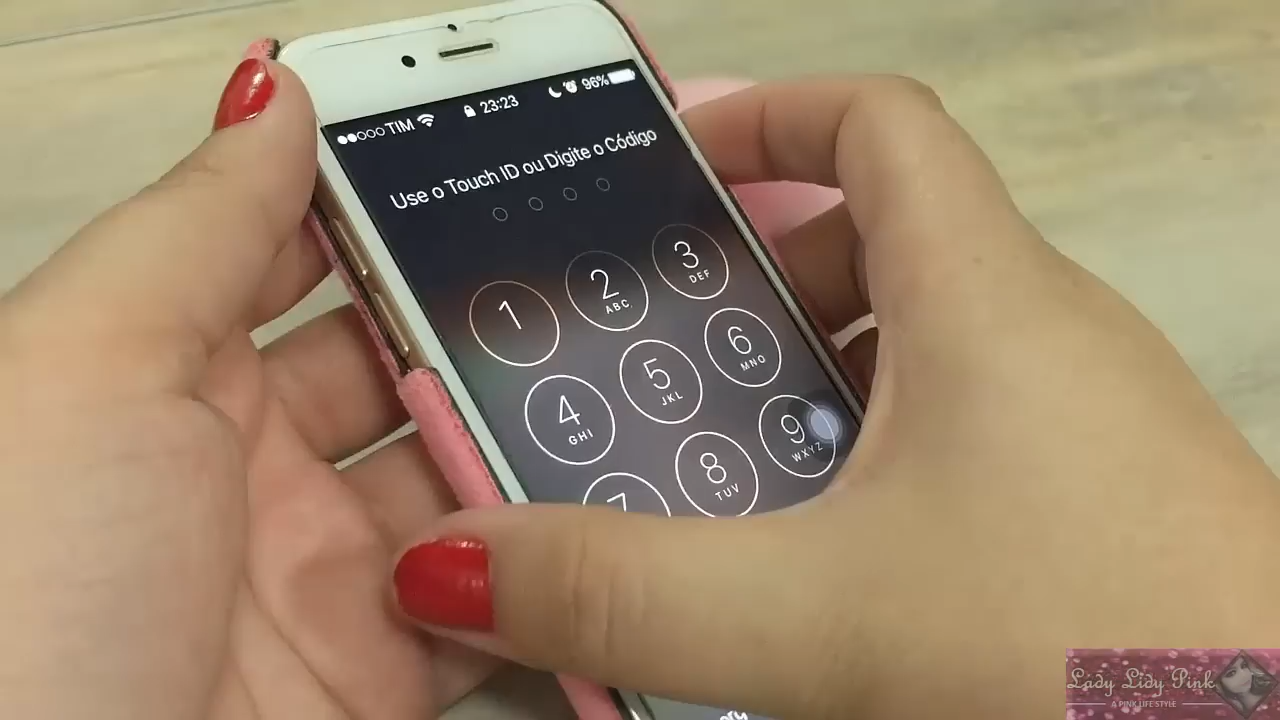 TIM 23:23 96%
Use o Touch ID ou Digite o Código
1 2 ABC 3 DEF
4 GHI 5 JKL 6 MNO
7 8 TUV 9 WXYZ
Lady Lidy Pink
A PINK LIFE STYLE